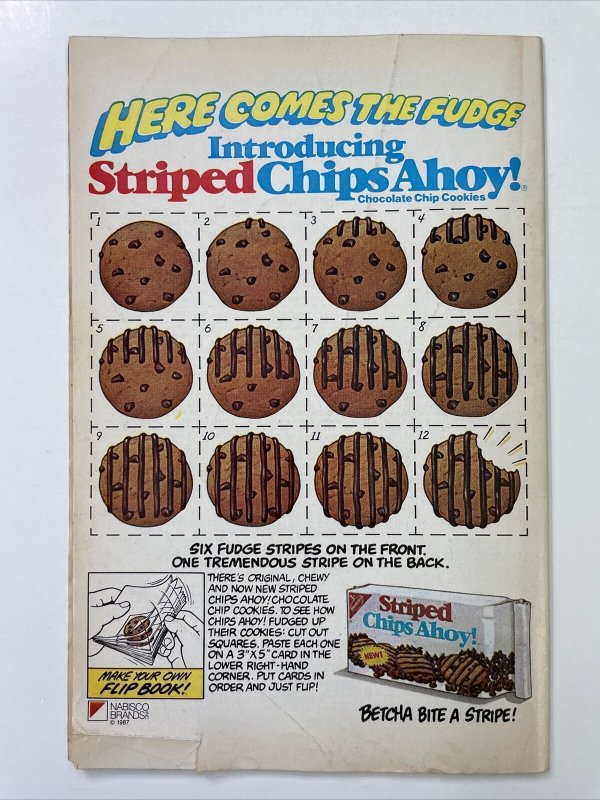 HERE COMES THE FUDGE
Introducing
Striped Chips Ahoy!®
Chocolate Chip Cookies
1 2 3 4
5 6 7 8
9 10 11 12
SIX FUDGE STRIPES ON THE FRONT.
ONE TREMENDOUS STRIPE ON THE BACK.
THERE'S ORIGINAL, CHEWY
AND NOW NEW STRIPED
CHIPS AHOY! CHOCOLATE
CHIP COOKIES. TO SEE HOW
CHIPS AHOY! FUDGED UP
THEIR COOKIES: CUT OUT
SQUARES. PASTE EACH ONE
ON A 3"X5" CARD IN THE
LOWER RIGHT-HAND
CORNER. PUT CARDS IN
ORDER AND JUST FLIP!
MAKE YOUR OWN
FLIP BOOK!
Striped
Chips Ahoy!
NEW!
NABISCO
BRANDS
© 1987
BETCHA BITE A STRIPE!